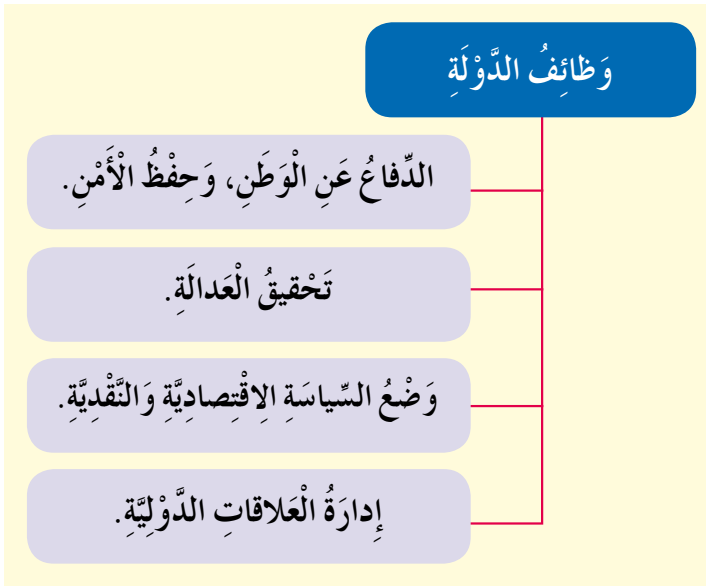 وَظائِفُ الدَّوْلَةِ
الدِّفاعُ عَنِ الْوَطَنِ، وَحِفْظُ الْأَمْنِ.
تَحْقيقُ الْعَدالَةِ.
وَضْعُ السِّياسَةِ الِاقْتِصادِيَّةِ وَالنَّقْدِيَّةِ.
إِدارَةُ الْعَلاقاتِ الدَّوْلِيَّةِ.